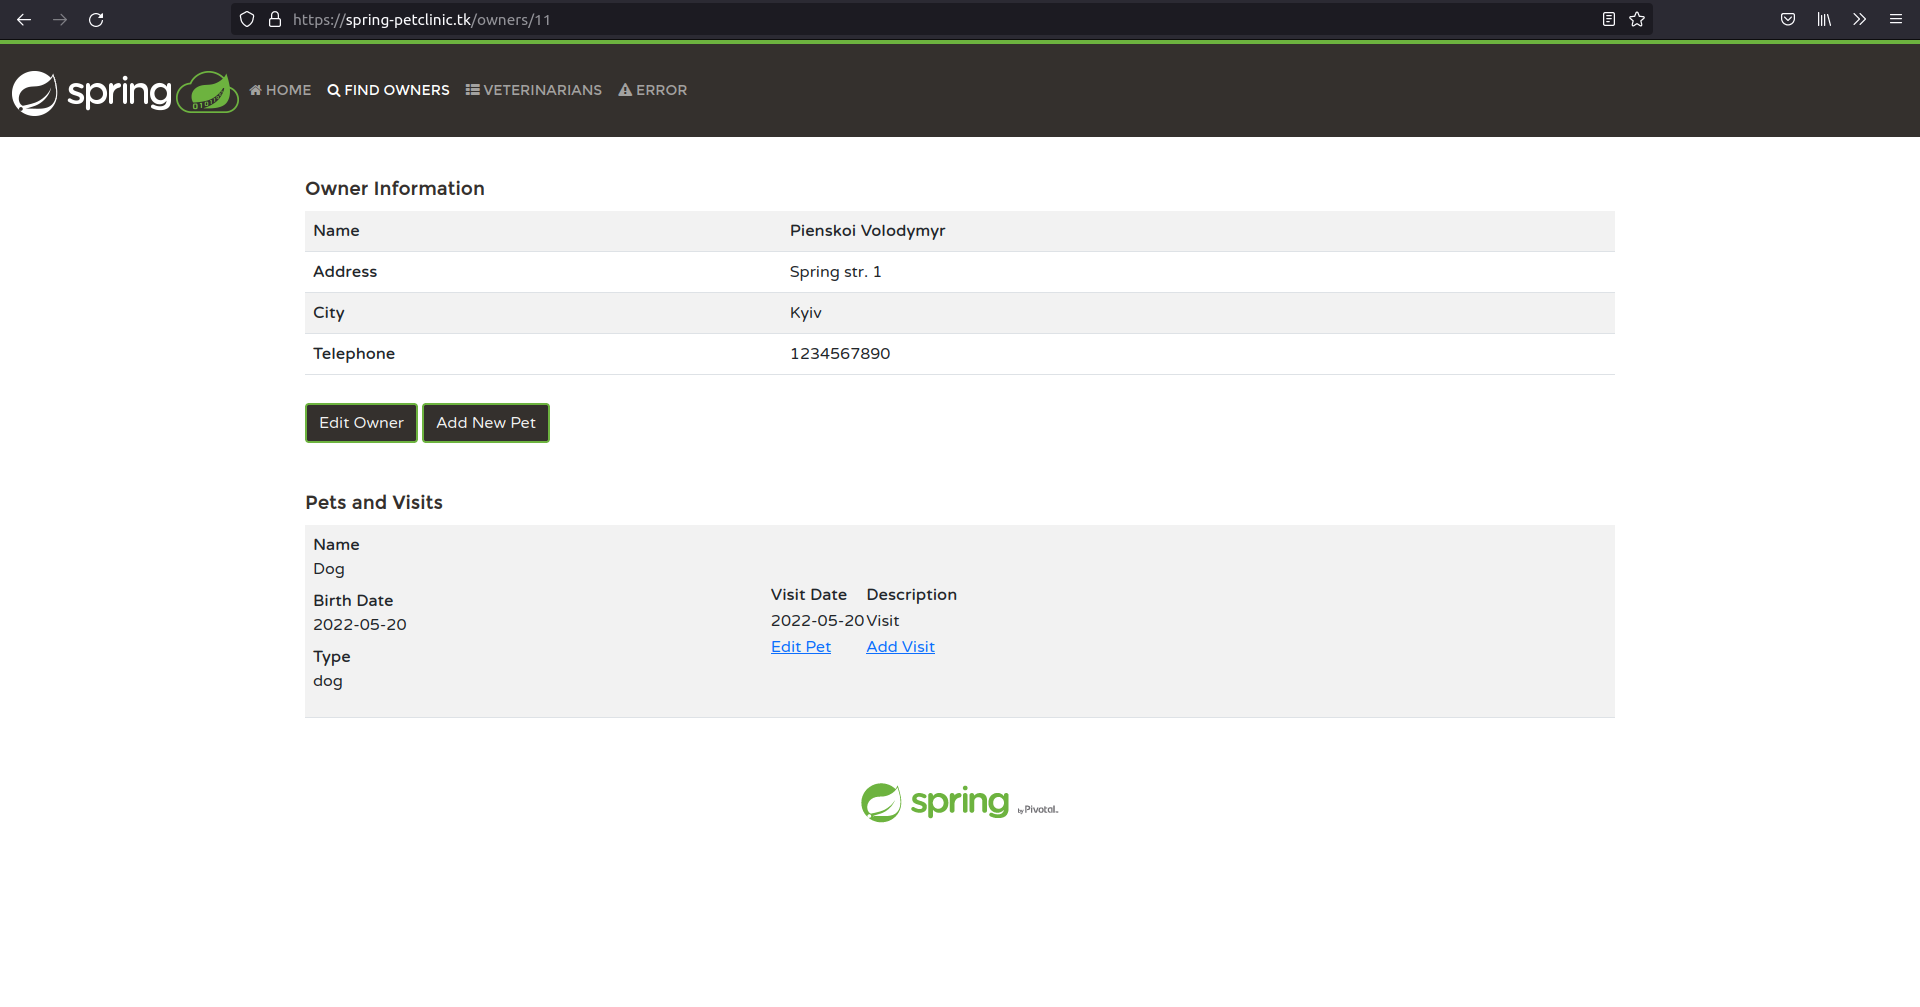 https://spring-petclinic.tk/owners/11
spring HOME FIND OWNERS VETERINARIANS ERROR
Owner Information
Name Pienskoi Volodymyr
Address Spring str. 1
City Kyiv
Telephone 1234567890
Edit Owner Add New Pet
Pets and Visits
Name
Dog
Birth Date
2022-05-20
Type
dog
Visit Date Description
2022-05-20 Visit
Edit Pet Add Visit
spring by Pivotal.